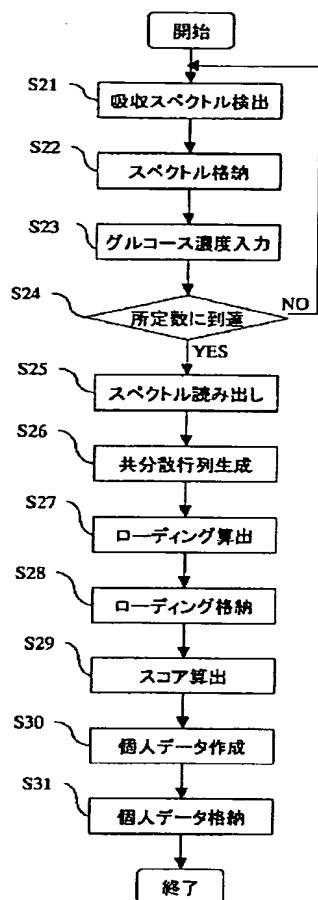 開始
S21
吸収スペクトル検出
S22
スペクトル格納
S23
グルコース濃度入力
S24
所定数に到達
NO
YES
S25
スペクトル読み出し
S26
共分散行列生成
S27
ローディング算出
S28
ローディング格納
S29
スコア算出
S30
個人データ作成
S31
個人データ格納
終了